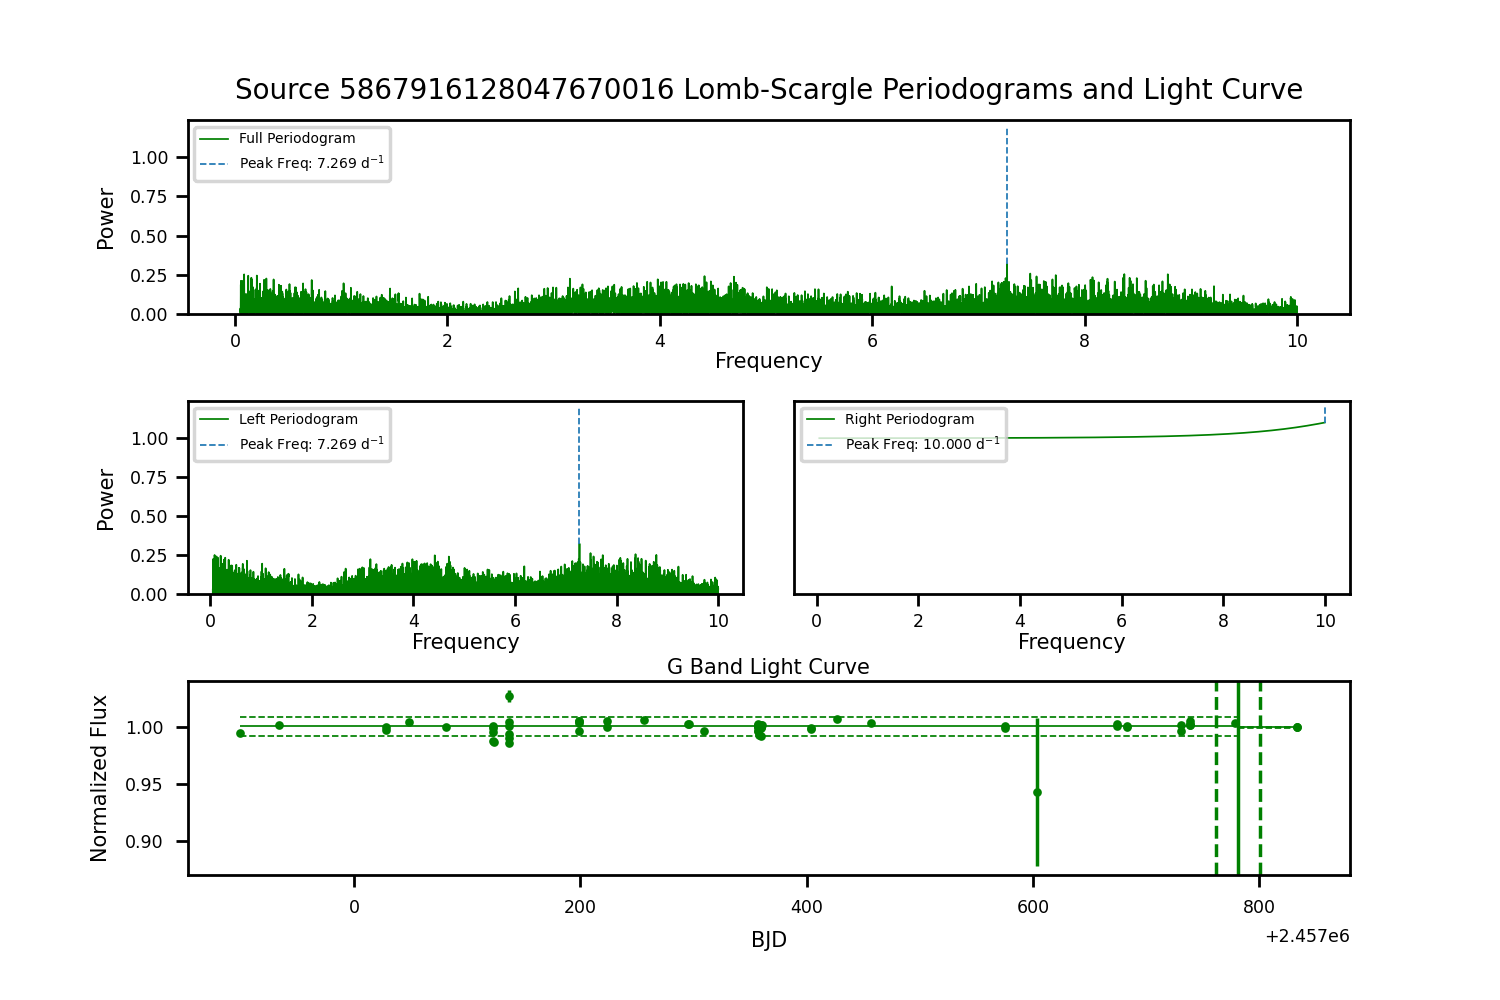 Source 5867916128047670016 Lomb-Scargle Periodograms and Light Curve
Full Periodogram
Peak Freq: 7.269 d⁻¹
1.00
0.75
0.50
0.25
0.00
Power
0 2 4 6 8 10
Frequency
Left Periodogram
Peak Freq: 7.269 d⁻¹
1.00
0.75
0.50
0.25
0.00
Power
0 2 4 6 8 10
Frequency
Right Periodogram
Peak Freq: 10.000 d⁻¹
0 2 4 6 8 10
Frequency
G Band Light Curve
1.00
0.95
0.90
Normalized Flux
0 200 400 600 800
+2.457e6
BJD